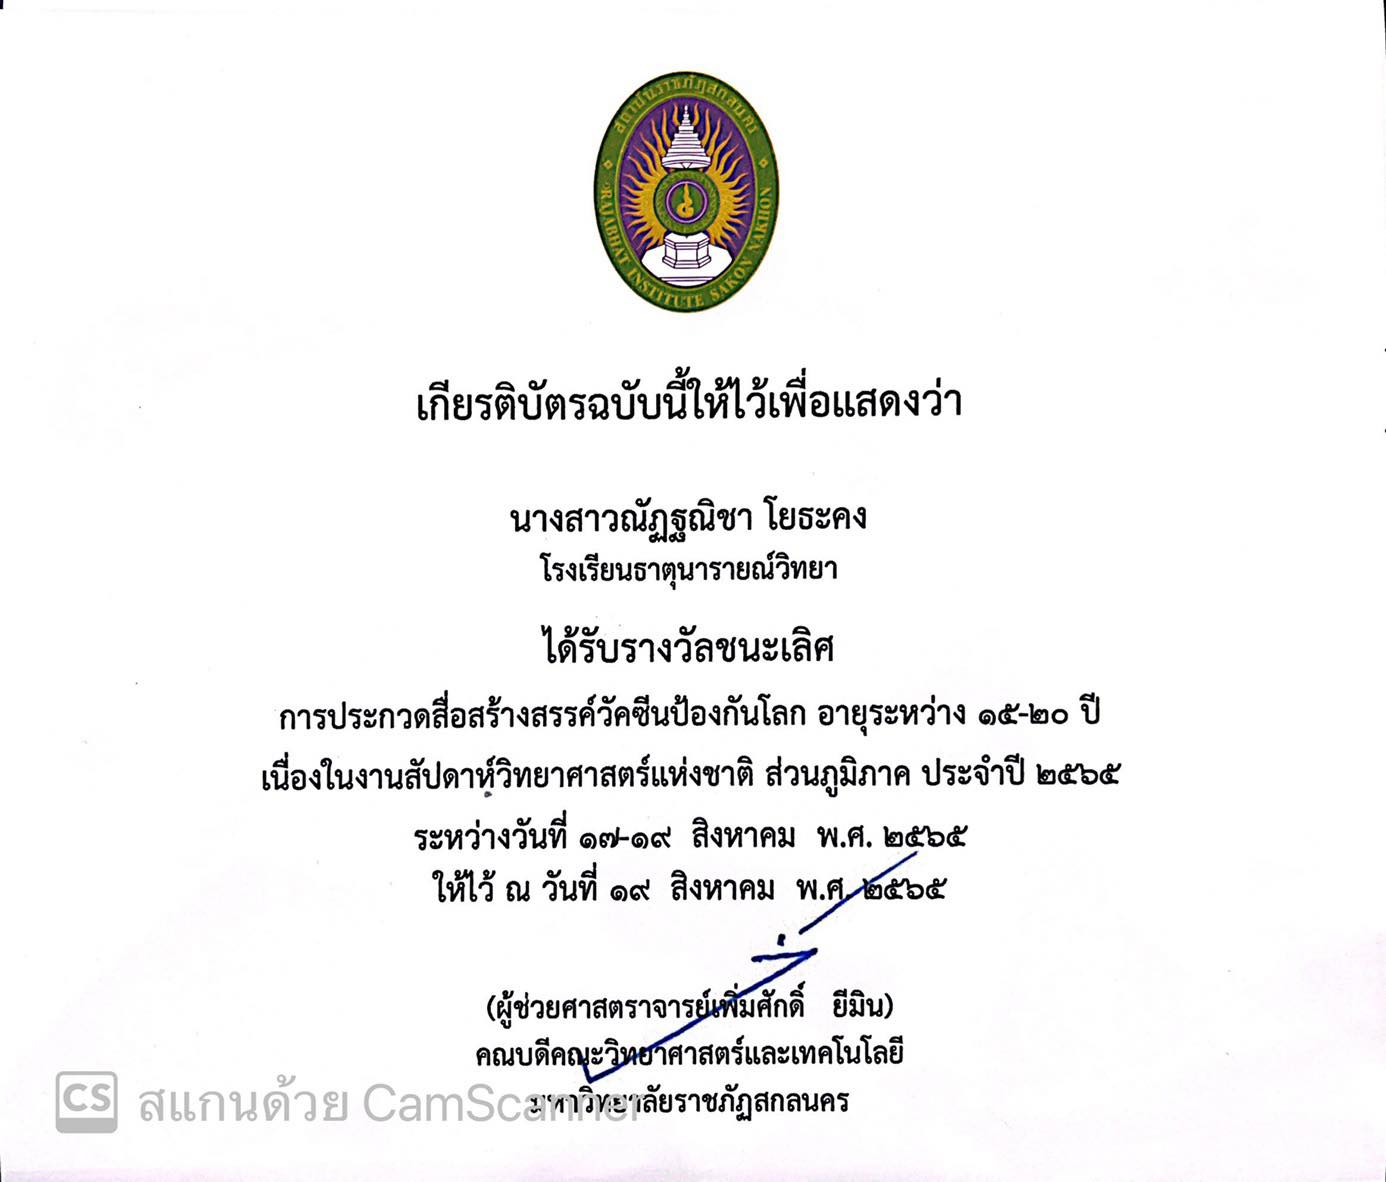 สถาบันราชภัฏสกลนคร
RAJABHAT INSTITUTE SAKON NAKHON
เกียรติบัตรฉบับนี้ให้ไว้เพื่อแสดงว่า
นางสาวณัฏฐณิชา โยธะคง
โรงเรียนธาตุนารายณ์วิทยา
ได้รับรางวัลชนะเลิศ
การประกวดสื่อสร้างสรรค์วัคซีนป้องกันโลก อายุระหว่าง ๑๕-๒๐ ปี
เนื่องในงานสัปดาห์วิทยาศาสตร์แห่งชาติ ส่วนภูมิภาค ประจำปี ๒๕๖๕
ระหว่างวันที่ ๑๗-๑๙ สิงหาคม พ.ศ. ๒๕๖๕
ให้ไว้ ณ วันที่ ๑๙ สิงหาคม พ.ศ. ๒๕๖๕
(ผู้ช่วยศาสตราจารย์เพิ่มศักดิ์ ยีมิน)
คณบดีคณะวิทยาศาสตร์และเทคโนโลยี
มหาวิทยาลัยราชภัฏสกลนคร
CS สแกนด้วย CamScanner